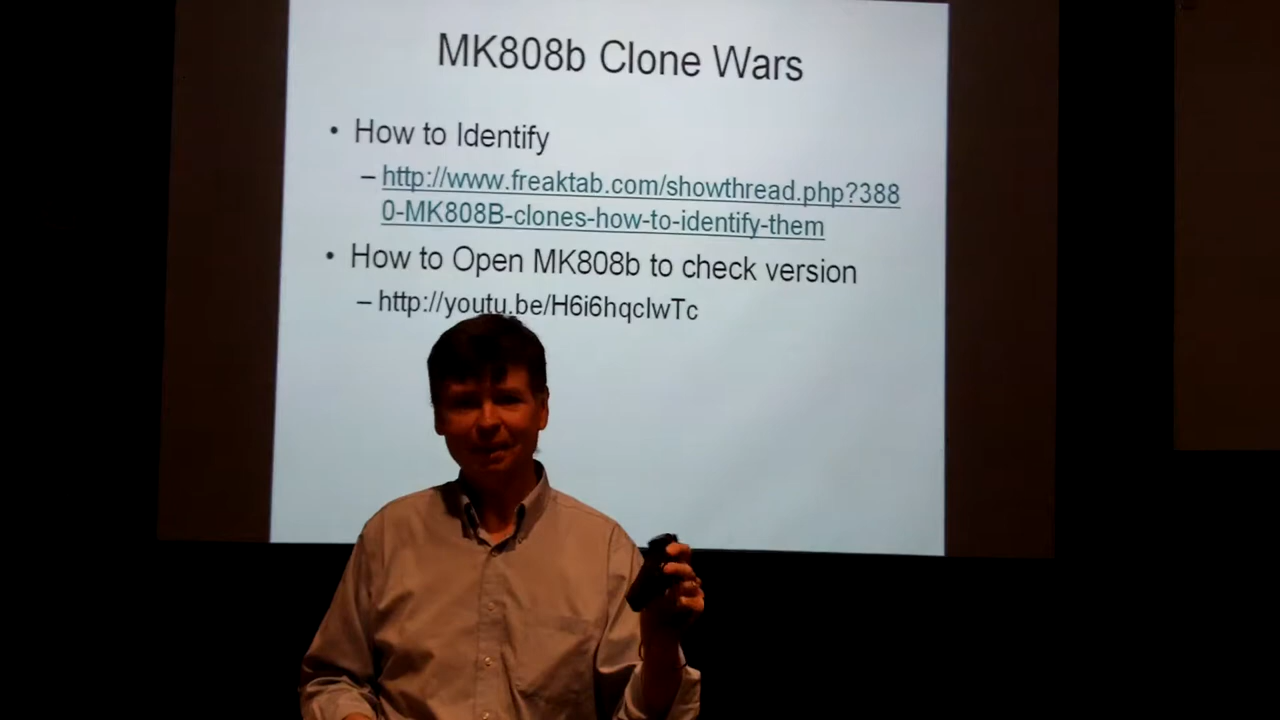 MK808b Clone Wars
• How to Identify
– http://www.freaktab.com/showthread.php?388
0-MK808B-clones-how-to-identify-them
• How to Open MK808b to check version
– http://youtu.be/H6i6hqcIwTc